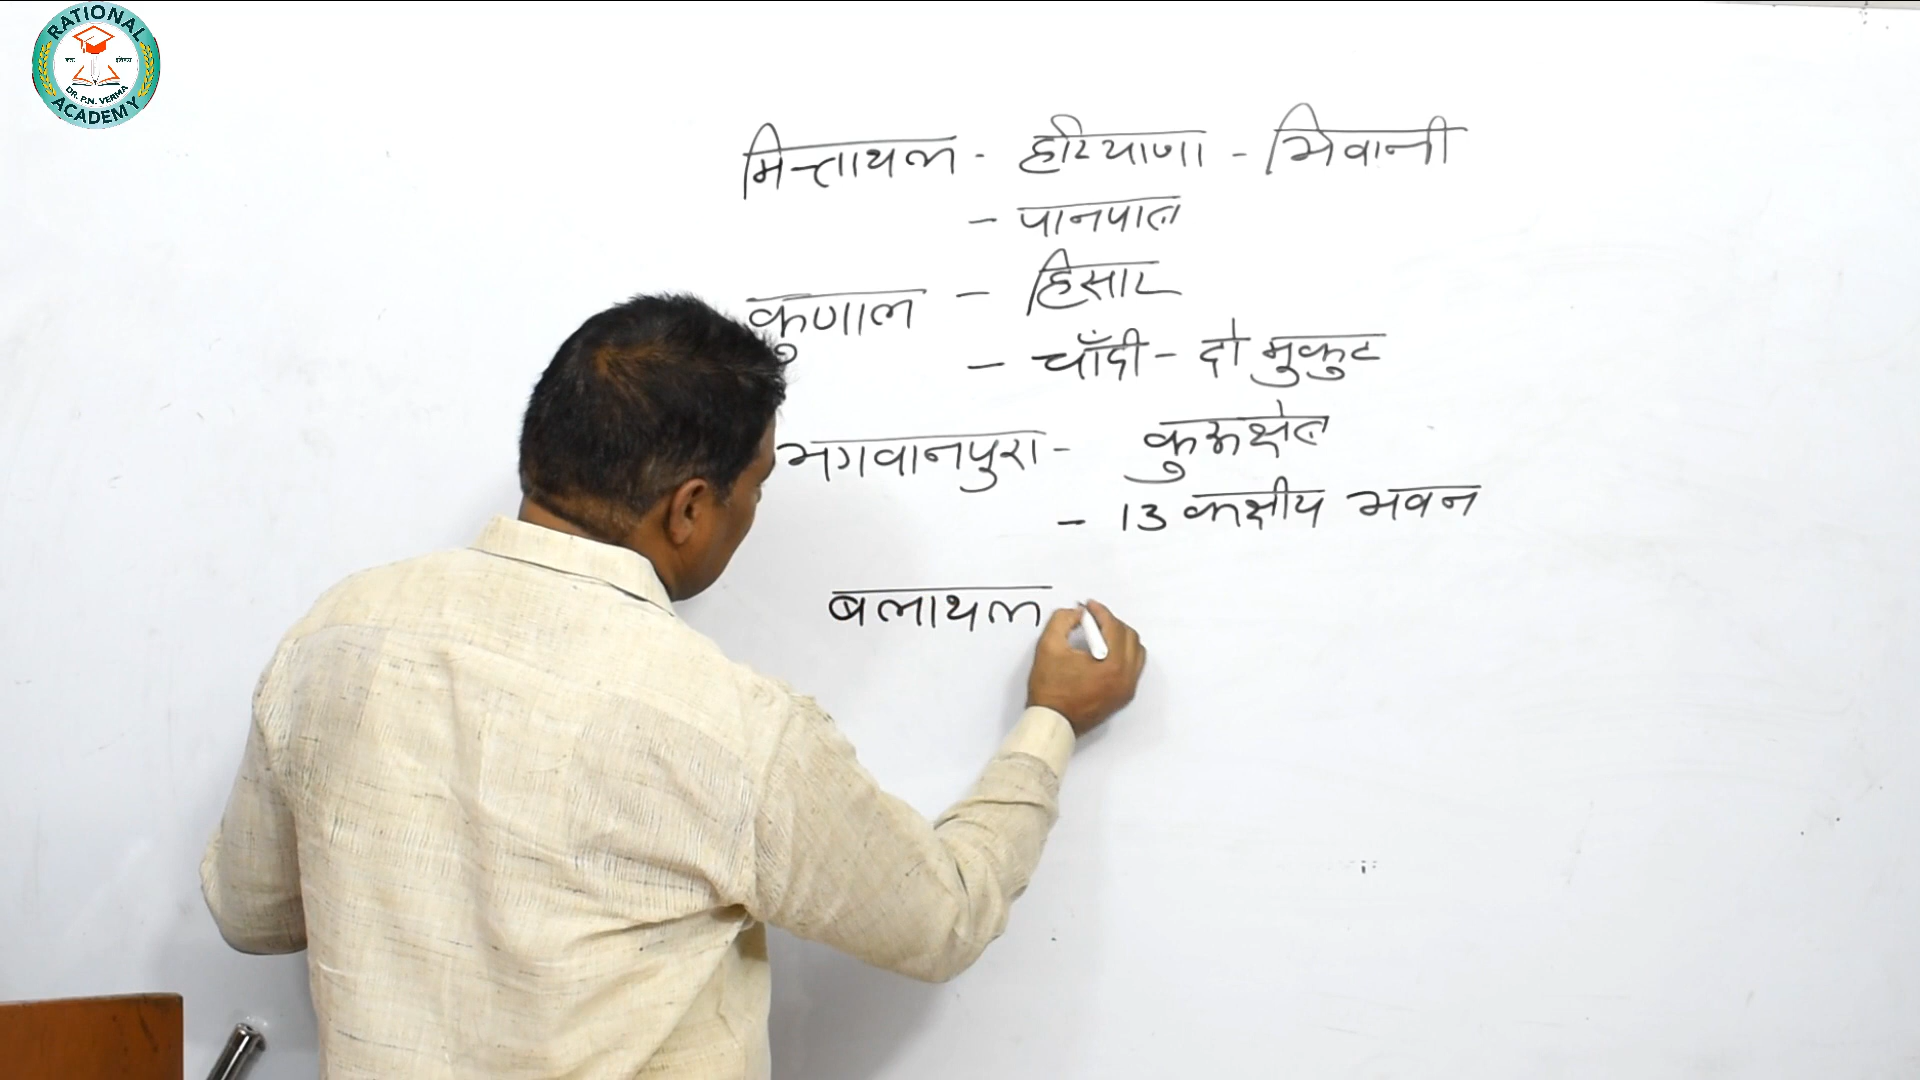 RATIONAL
DR. P.N. VERMA
ACADEMY
मित्ताथल - हरियाणा - भिवानी
- पानपात्र
कुणाल - हिसार
- चाँदी - दो मुकुट
भगवानपुरा - कुरुक्षेत्र
- 13 कक्षीय भवन
बलाथल